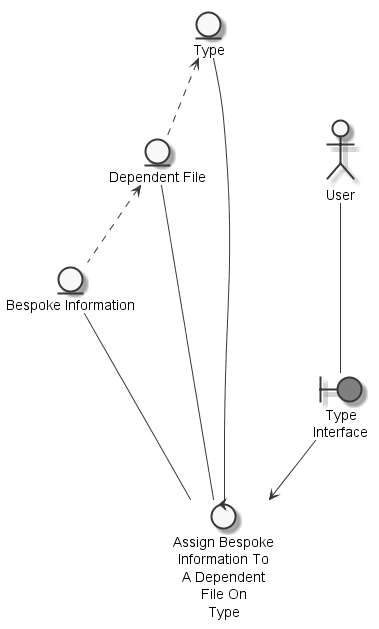 Type
Dependent File
User
Bespoke Information
Type
Interface
Assign Bespoke
Information To
A Dependent
File On
Type